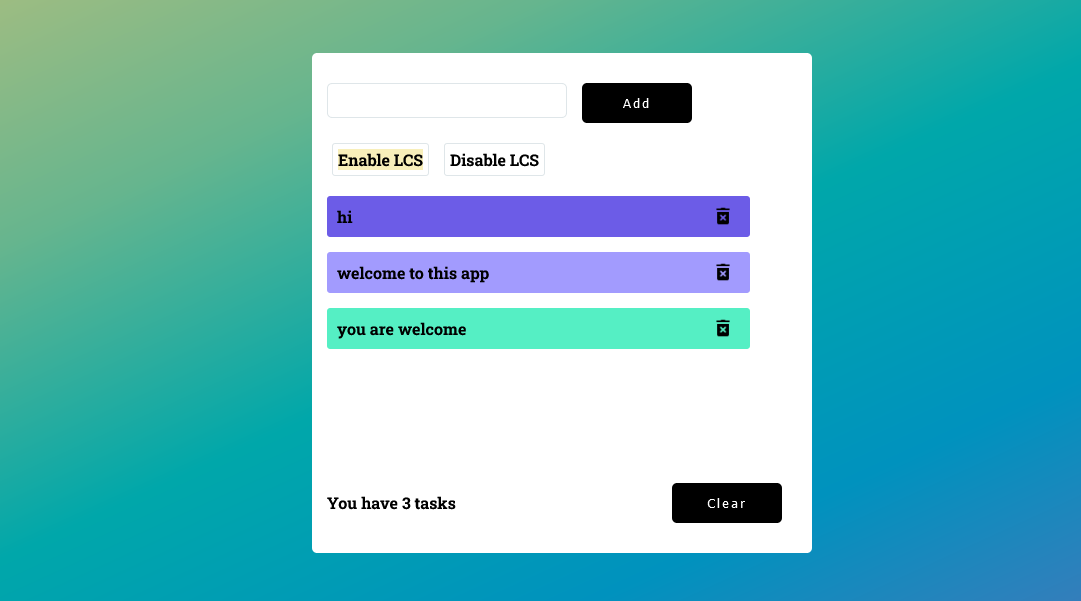 Add
Enable LCS Disable LCS
hi
welcome to this app
you are welcome
You have 3 tasks Clear